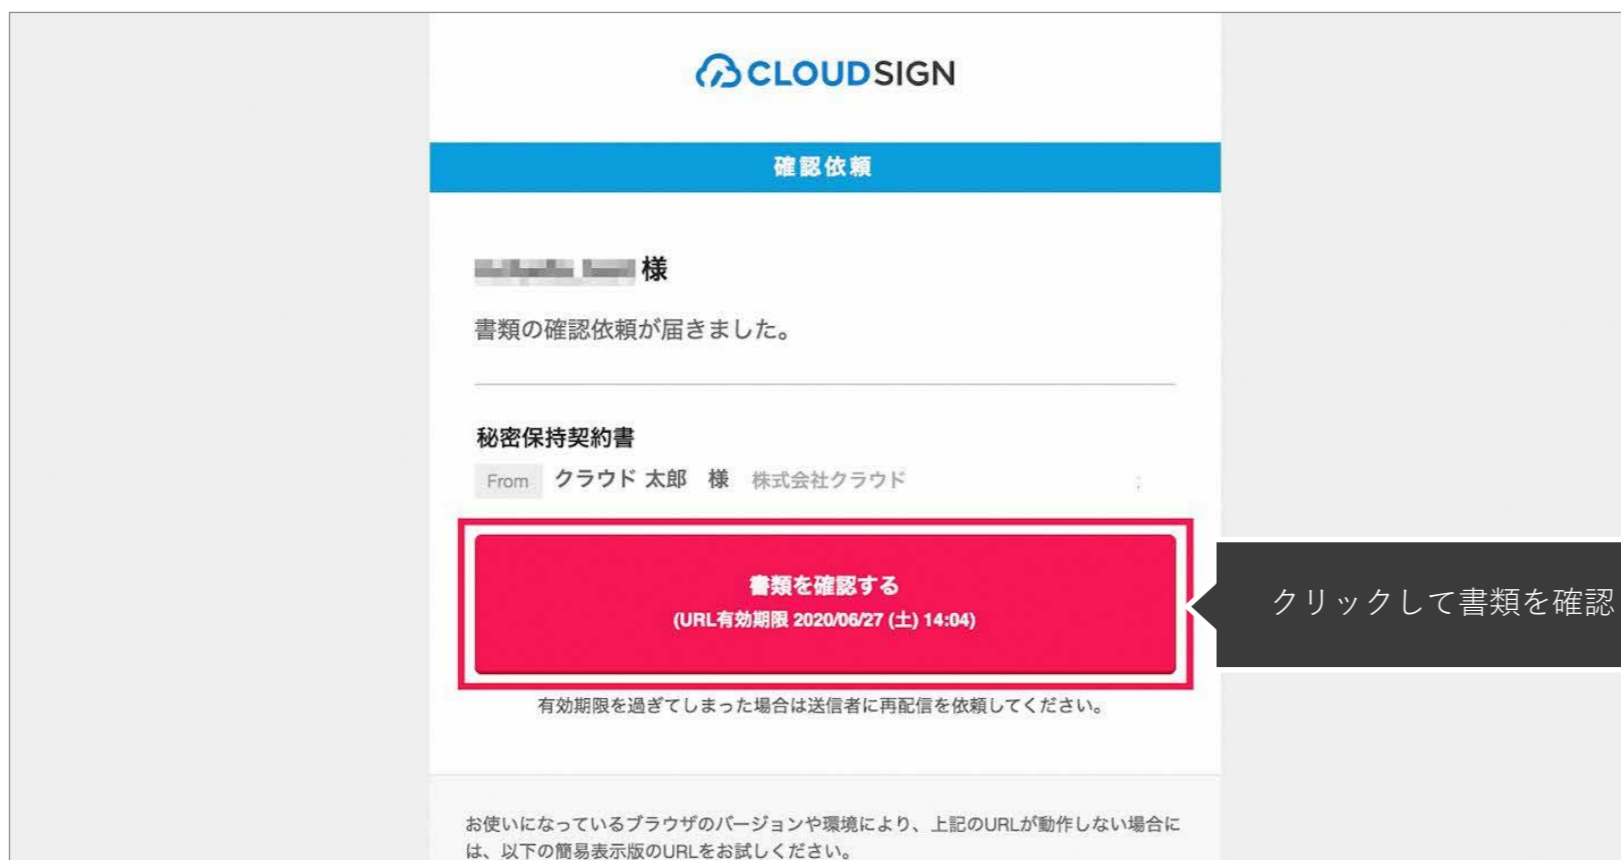 CLOUDSIGN
確認依頼
様
書類の確認依頼が届きました。
秘密保持契約書
From クラウド 太郎 様 株式会社クラウド
書類を確認する
(URL有効期限 2020/06/27 (土) 14:04)
クリックして書類を確認
有効期限を過ぎてしまった場合は送信者に再配信を依頼してください。
お使いになっているブラウザのバージョンや環境により、上記のURLが動作しない場合に
は、以下の簡易表示版のURLをお試しください。